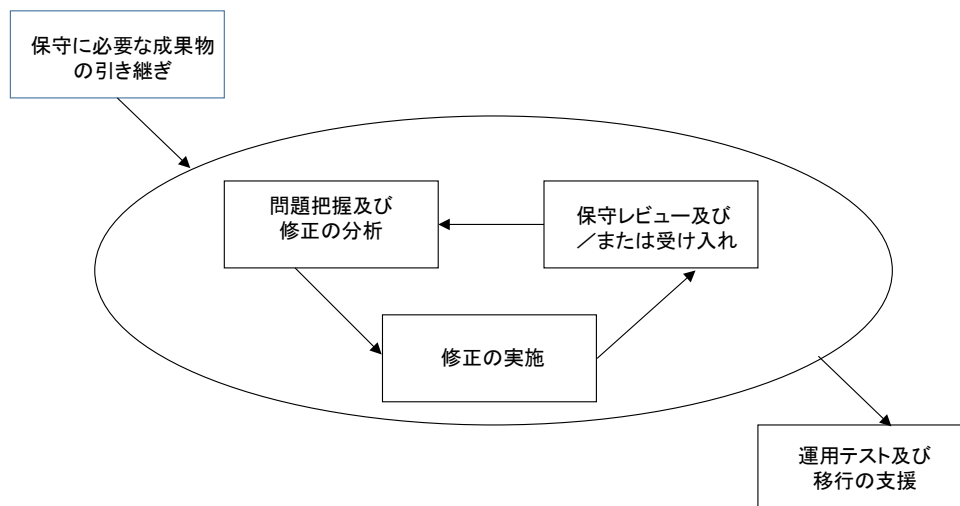 保守に必要な成果物
の引き継ぎ
問題把握及び
修正の分析
保守レビュー及び
／または受け入れ
修正の実施
運用テスト及び
移行の支援